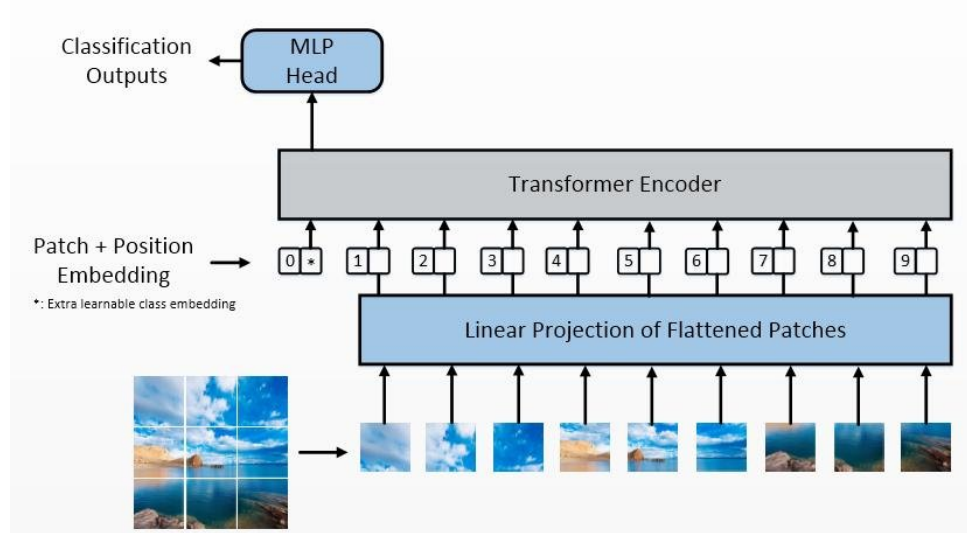 Classification
Outputs
MLP
Head
Transformer Encoder
Patch + Position
Embedding
*: Extra learnable class embedding
0 * 1 2 3 4 5 6 7 8 9
Linear Projection of Flattened Patches